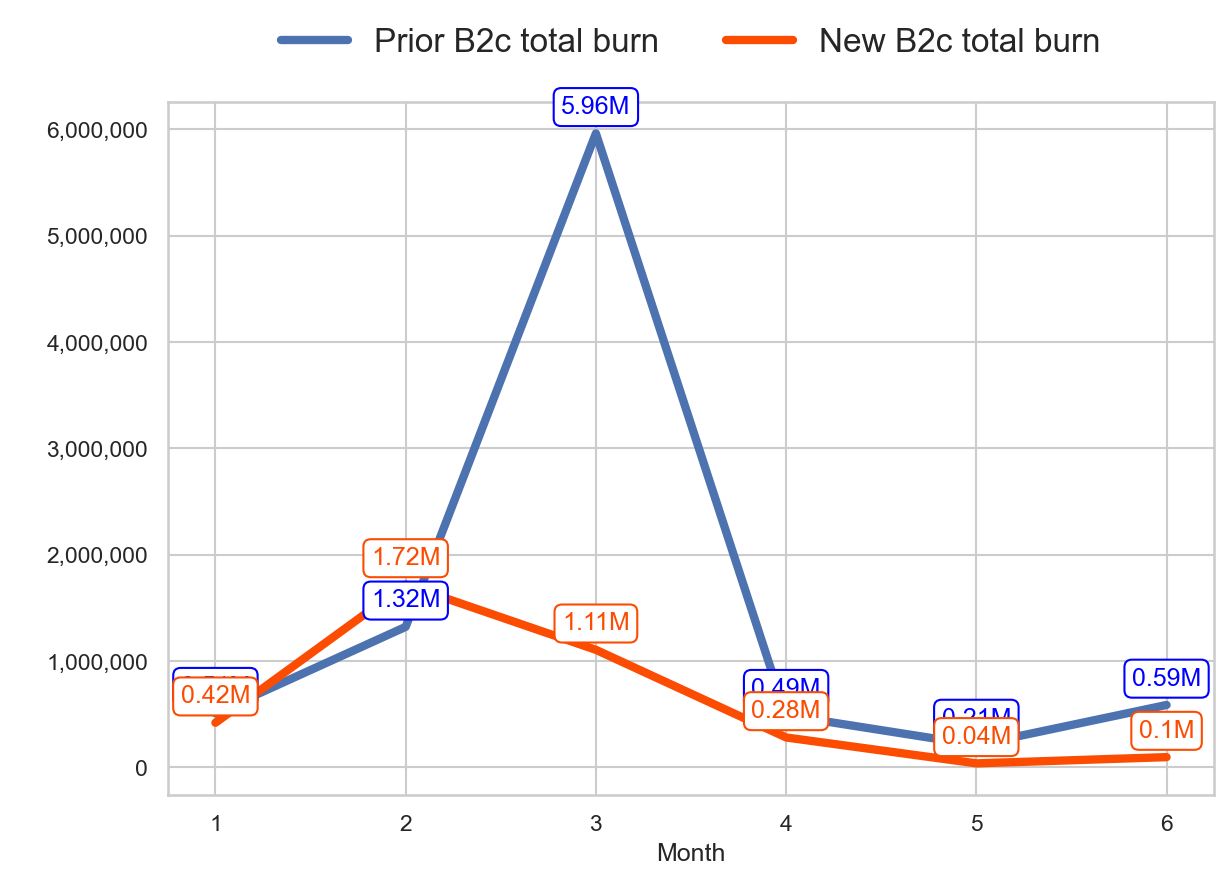 Prior B2c total burn New B2c total burn
5.96M
6,000,000
5,000,000
4,000,000
3,000,000
2,000,000
1.72M
1.32M
1.11M
1,000,000
0.42M
0.49M
0.28M
0.21M
0.04M
0.59M
0.1M
0
1 2 3 4 5 6
Month